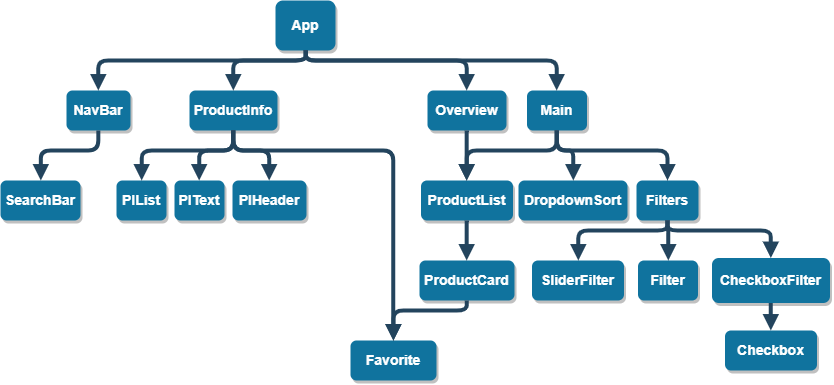 App
NavBar
ProductInfo
Overview
Main
SearchBar
PIList
PIText
PIHeader
ProductList
DropdownSort
Filters
ProductCard
SliderFilter
Filter
CheckboxFilter
Favorite
Checkbox